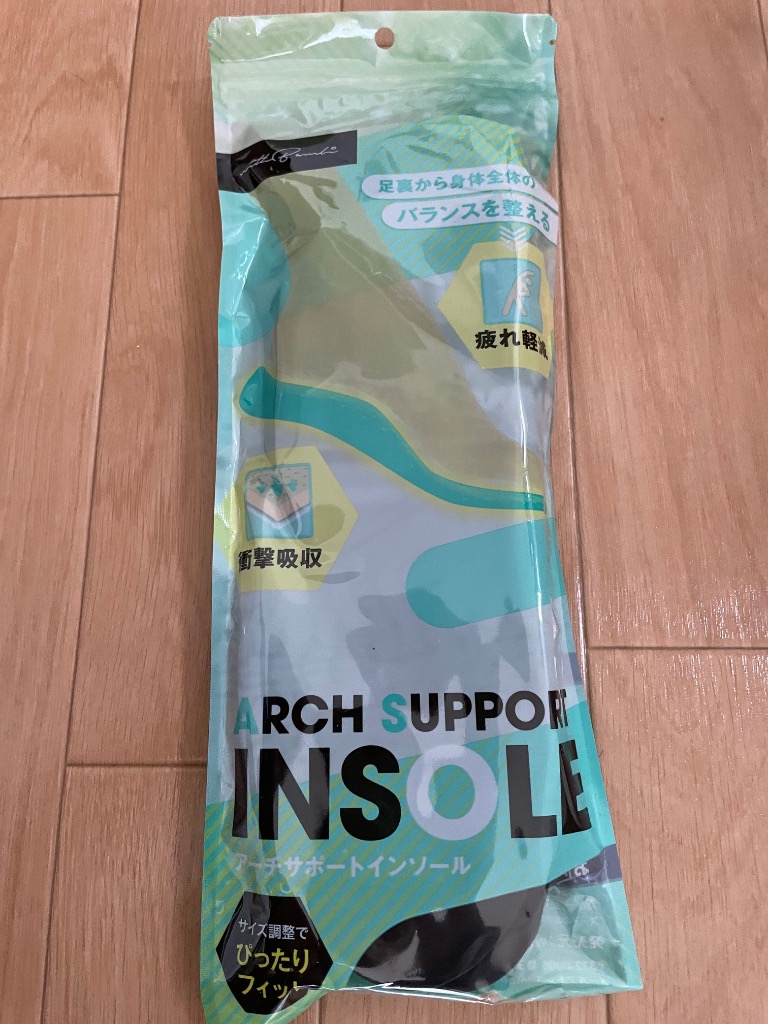 足裏から身体全体の
バランスを整える
疲れ軽減
衝撃吸収
ARCH SUPPORT
INSOLE
アーチサポートインソール
サイズ調整で
ぴったり
フィット